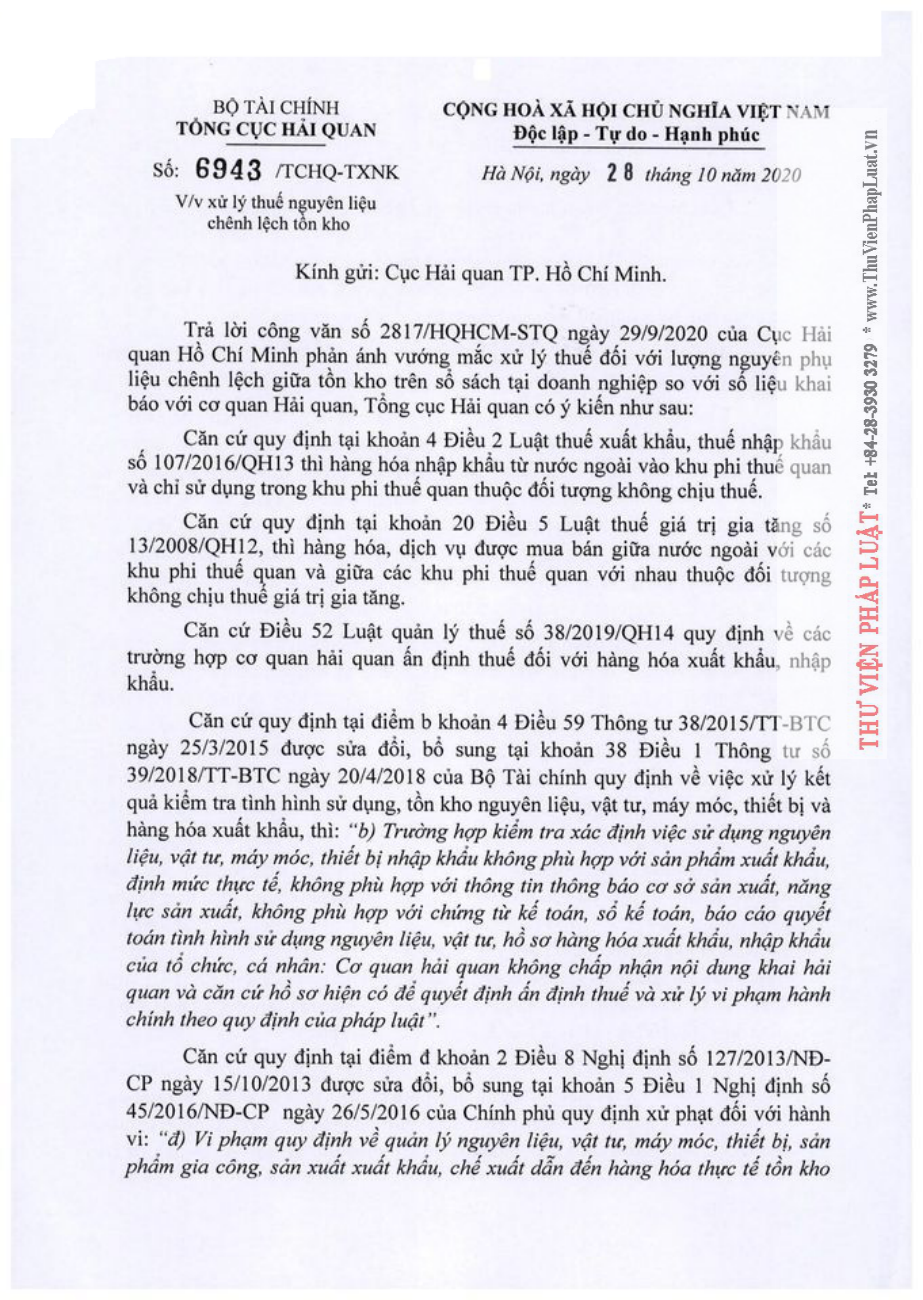 BỘ TÀI CHÍNH
TỔNG CỤC HẢI QUAN
Số: 6943 /TCHQ-TXNK
V/v xử lý thuế nguyên liệu
chênh lệch tồn kho
CỘNG HOÀ XÃ HỘI CHỦ NGHĨA VIỆT NAM
Độc lập - Tự do - Hạnh phúc
Hà Nội, ngày 28 tháng 10 năm 2020
Kính gửi: Cục Hải quan TP. Hồ Chí Minh.
Trả lời công văn số 2817/HQHCM-STQ ngày 29/9/2020 của Cục Hải
quan Hồ Chí Minh phản ánh vướng mắc xử lý thuế đối với lượng nguyên phụ
liệu chênh lệch giữa tồn kho trên sổ sách tại doanh nghiệp so với số liệu khai
báo với cơ quan Hải quan, Tổng cục Hải quan có ý kiến như sau:
Căn cứ quy định tại khoản 4 Điều 2 Luật thuế xuất khẩu, thuế nhập khẩu
số 107/2016/QH13 thì hàng hóa nhập khẩu từ nước ngoài vào khu phi thuế quan
và chỉ sử dụng trong khu phi thuế quan thuộc đối tượng không chịu thuế.
Căn cứ quy định tại khoản 20 Điều 5 Luật thuế giá trị gia tăng số
13/2008/QH12, thì hàng hóa, dịch vụ được mua bán giữa nước ngoài với các
khu phi thuế quan và giữa các khu phi thuế quan với nhau thuộc đối tượng
không chịu thuế giá trị gia tăng.
Căn cứ Điều 52 Luật quản lý thuế số 38/2019/QH14 quy định về các
trường hợp cơ quan hải quan ấn định thuế đối với hàng hóa xuất khẩu, nhập
khẩu.
Căn cứ quy định tại điểm b khoản 4 Điều 59 Thông tư 38/2015/TT-BTC
ngày 25/3/2015 được sửa đổi, bổ sung tại khoản 38 Điều 1 Thông tư số
39/2018/TT-BTC ngày 20/4/2018 của Bộ Tài chính quy định về việc xử lý kết
quả kiểm tra tình hình sử dụng, tồn kho nguyên liệu, vật tư, máy móc, thiết bị và
hàng hóa xuất khẩu, thì: “b) Trường hợp kiểm tra xác định việc sử dụng nguyên
liệu, vật tư, máy móc, thiết bị nhập khẩu không phù hợp với sản phẩm xuất khẩu,
định mức thực tế, không phù hợp với thông tin thông báo cơ sở sản xuất, năng
lực sản xuất, không phù hợp với chứng từ kế toán, sổ kế toán, báo cáo quyết
toán tình hình sử dụng nguyên liệu, vật tư, hồ sơ hàng hóa xuất khẩu, nhập khẩu
của tổ chức, cá nhân: Cơ quan hải quan không chấp nhận nội dung khai hải
quan và căn cứ hồ sơ hiện có để quyết định ấn định thuế và xử lý vi phạm hành
chính theo quy định của pháp luật”.
Căn cứ quy định tại điểm đ khoản 2 Điều 8 Nghị định số 127/2013/NĐ-
CP ngày 15/10/2013 được sửa đổi, bổ sung tại khoản 5 Điều 1 Nghị định số
45/2016/NĐ-CP ngày 26/5/2016 của Chính phủ quy định xử phạt đối với hành
vi: “đ) Vi phạm quy định về quản lý nguyên liệu, vật tư, máy móc, thiết bị, sản
phẩm gia công, sản xuất xuất khẩu, chế xuất dẫn đến hàng hóa thực tế tồn kho
THƯ VIỆN PHÁP LUẬT * Tel: +84-28-3930 3279 * www.ThuVienPhapLuat.vn